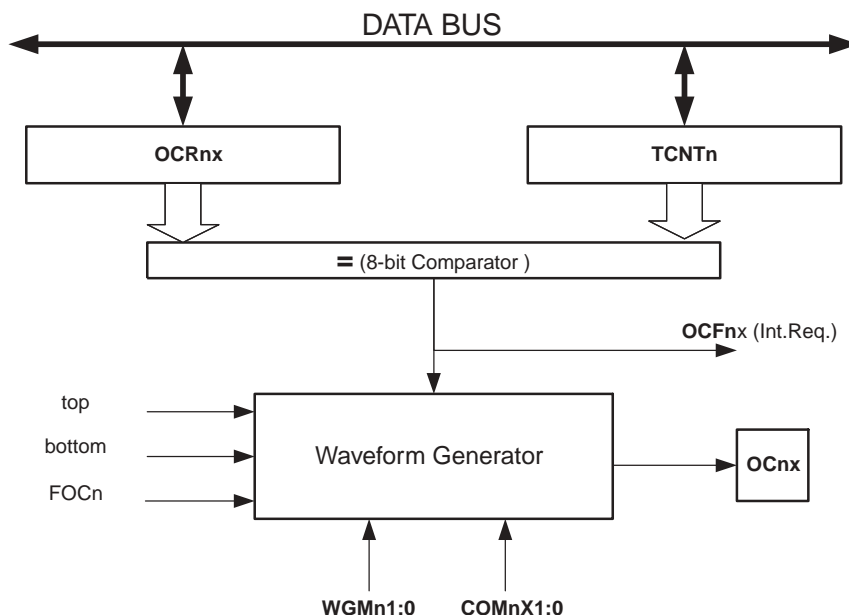 DATA BUS
OCRnx
TCNTn
= (8-bit Comparator )
OCFnx (Int.Req.)
top
bottom
FOCn
Waveform Generator
OCnx
WGMn1:0
COMnX1:0